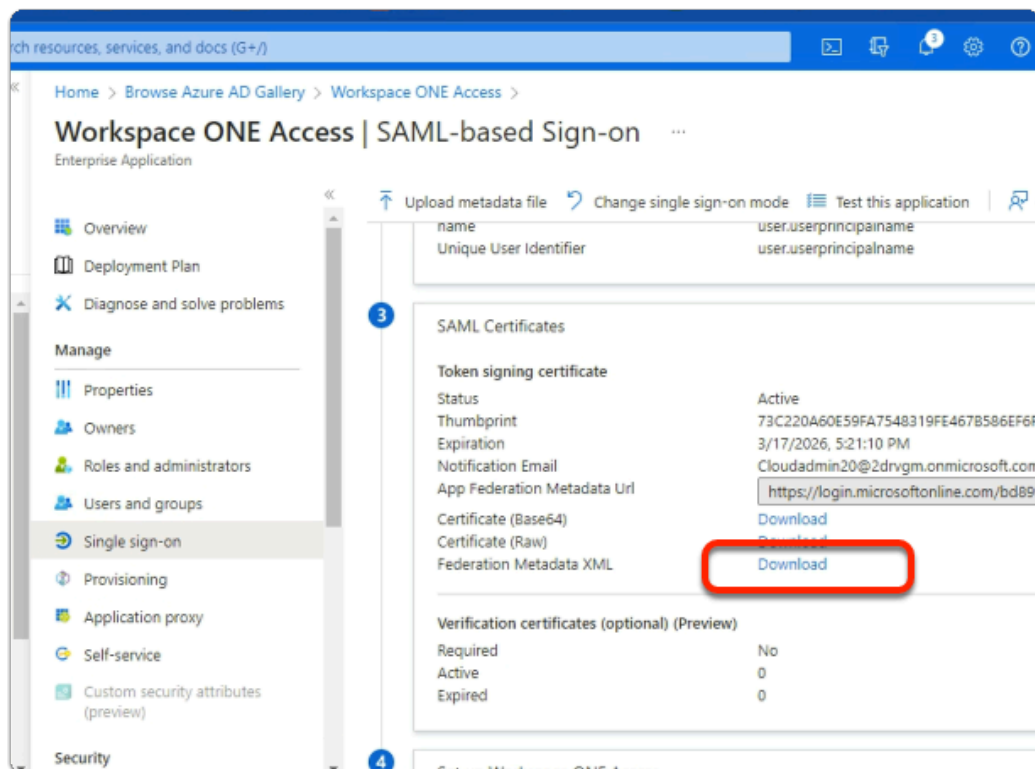 rch resources, services, and docs (G+/)
3
Home > Browse Azure AD Gallery > Workspace ONE Access >
Workspace ONE Access | SAML-based Sign-on ...
Enterprise Application
Upload metadata file Change single sign-on mode Test this application
Overview
Deployment Plan
Diagnose and solve problems
Manage
Properties
Owners
Roles and administrators
Users and groups
Single sign-on
Provisioning
Application proxy
Self-service
Custom security attributes
(preview)
Security
name user.userprincipalname
Unique User Identifier user.userprincipalname
3
SAML Certificates
Token signing certificate
Status Active
Thumbprint 73C220A60E59FA7548319FE467B586EF6F
Expiration 3/17/2026, 5:21:10 PM
Notification Email Cloudadmin20@2drvgm.onmicrosoft.com
App Federation Metadata Url https://login.microsoftonline.com/bd89
Certificate (Base64) Download
Certificate (Raw) Download
Federation Metadata XML Download
Verification certificates (optional) (Preview)
Required No
Active 0
Expired 0
4